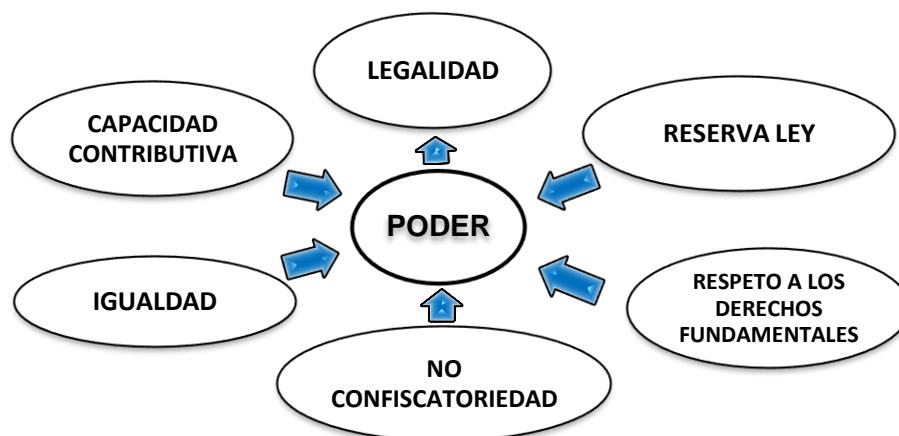 LEGALIDAD
CAPACIDAD
CONTRIBUTIVA
RESERVA LEY
PODER
IGUALDAD
RESPETO A LOS
DERECHOS
FUNDAMENTALES
NO
CONFISCATORIEDAD